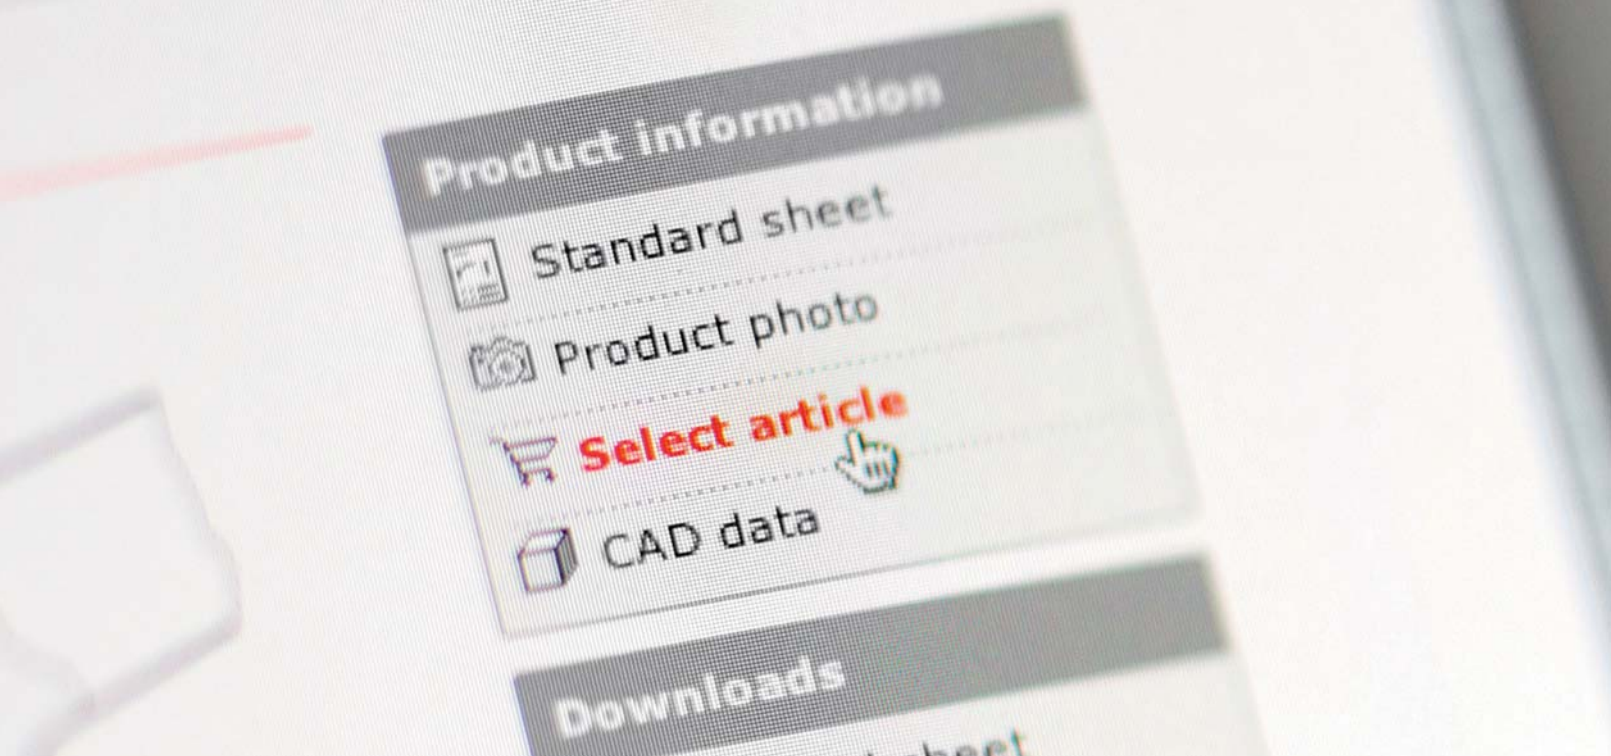 Product information
Standard sheet
Product photo
Select article
CAD data
Downloads